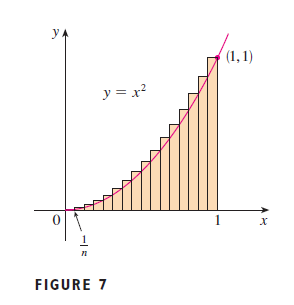 y
(1, 1)
y = x²
0
1
x
1
n
FIGURE 7